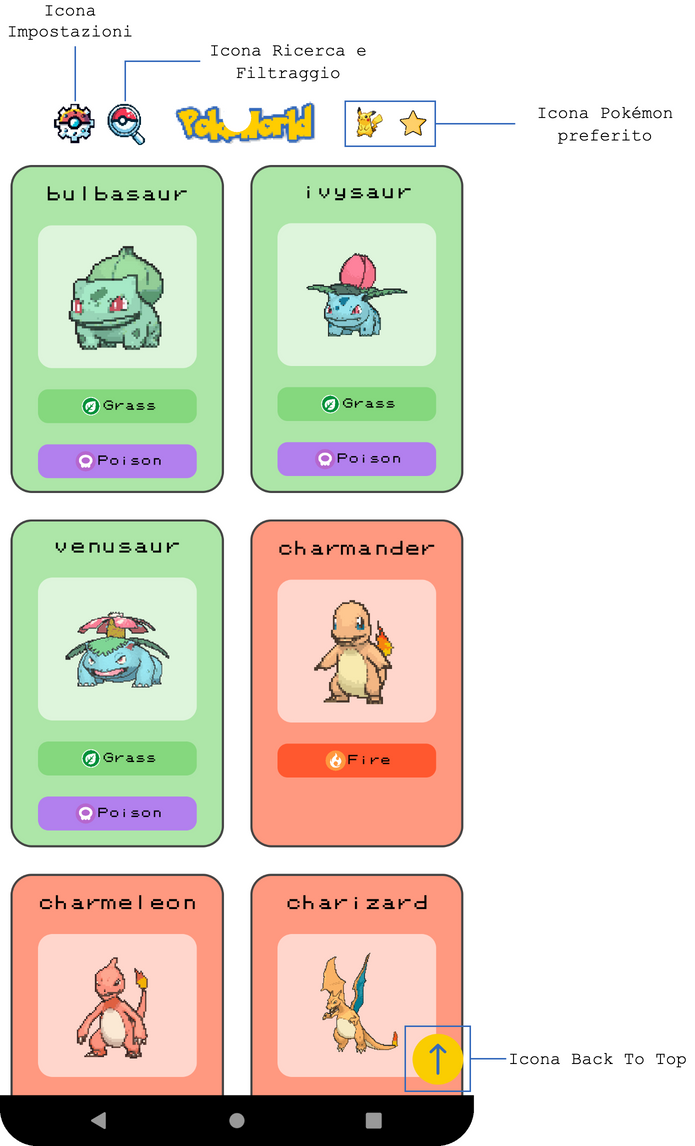 Icona
Impostazioni
Icona Ricerca e
Filtraggio
PokeWorld
Icona Pokémon
preferito
bulbasaur
ivysaur
Grass
Grass
Poison
Poison
venusaur
charmander
Grass
Fire
Poison
charmeleon
charizard
Icona Back To Top